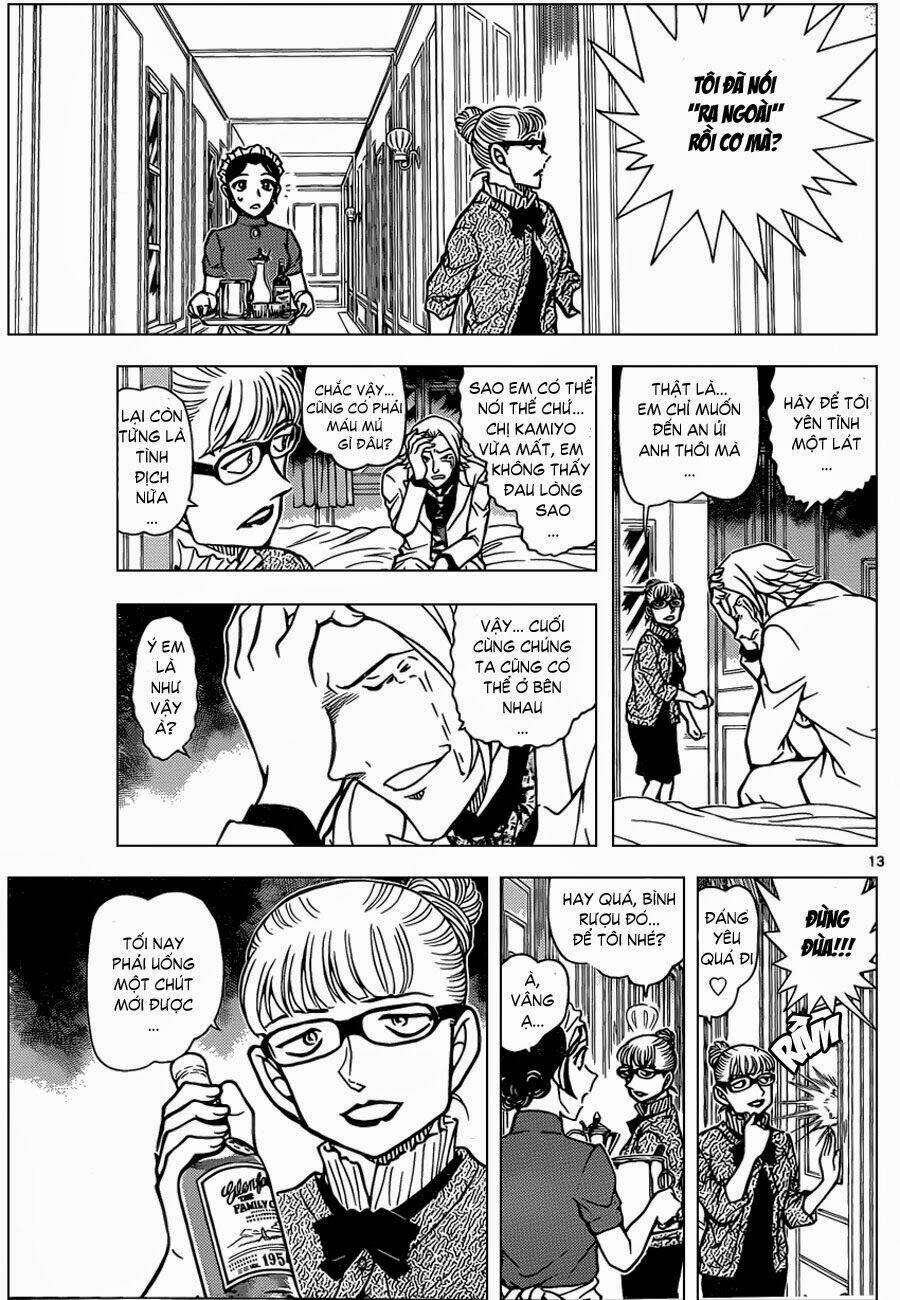 TÔI ĐÃ NÓI
"RA NGOÀI"
RỒI CƠ MÀ?
HÃY ĐỂ TÔI
YÊN TĨNH
MỘT LÁT
...
THẬT LÀ...
EM CHỈ MUỐN
ĐẾN AN ỦI
ANH THÔI MÀ
...
SAO EM CÓ THỂ
NÓI THẾ CHỨ...
CHỊ KAMIYO
VỪA MẤT, EM
KHÔNG THẤY
ĐAU LÒNG
SAO
...
CHẮC VẬY...
CŨNG CÓ PHẢI
MÁU MỦ
GÌ ĐÂU?
LẠI CÒN
TỪNG LÀ
TÌNH
ĐỊCH
NỮA
...
VẬY... CUỐI
CÙNG CHÚNG
TA CŨNG CÓ
THỂ Ở BÊN
NHAU
...
Ý EM
LÀ
NHƯ
VẬY
À?
13
ĐỪNG
ĐÙA!!!
RẦM
ĐÁNG
YÊU
QUÁ ĐI
♡
HAY QUÁ, BÌNH
RƯỢU ĐÓ...
ĐỂ TÔI NHÉ?
À,
VÂNG
Ạ...
TỐI NAY
PHẢI UỐNG
MỘT CHÚT
MỚI ĐƯỢC
...
THE
FAMILY
1954